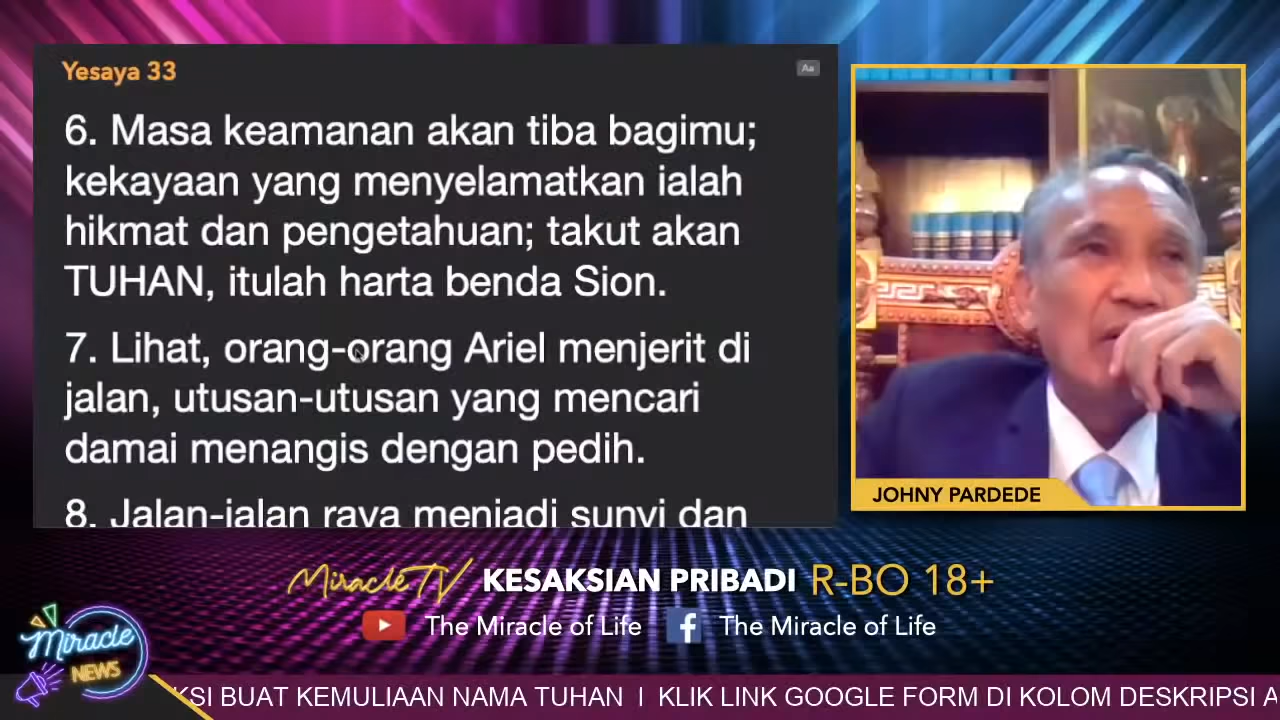 Yesaya 33
Aa
6. Masa keamanan akan tiba bagimu;
kekayaan yang menyelamatkan ialah
hikmat dan pengetahuan; takut akan
TUHAN, itulah harta benda Sion.
7. Lihat, orang-orang Ariel menjerit di
jalan, utusan-utusan yang mencari
damai menangis dengan pedih.
8. Jalan-jalan raya menjadi sunyi dan
JOHNY PARDEDE
MiracleTV KESAKSIAN PRIBADI R-BO 18+
The Miracle of Life f The Miracle of Life
Miracle
NEWS
KSI BUAT KEMULIAAN NAMA TUHAN I KLIK LINK GOOGLE FORM DI KOLOM DESKRIPSI A